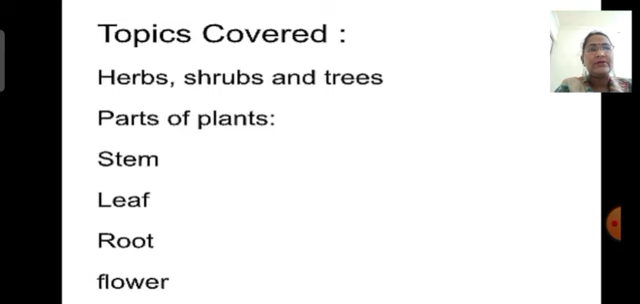 Topics Covered :
Herbs, shrubs and trees
Parts of plants:
Stem
Leaf
Root
flower